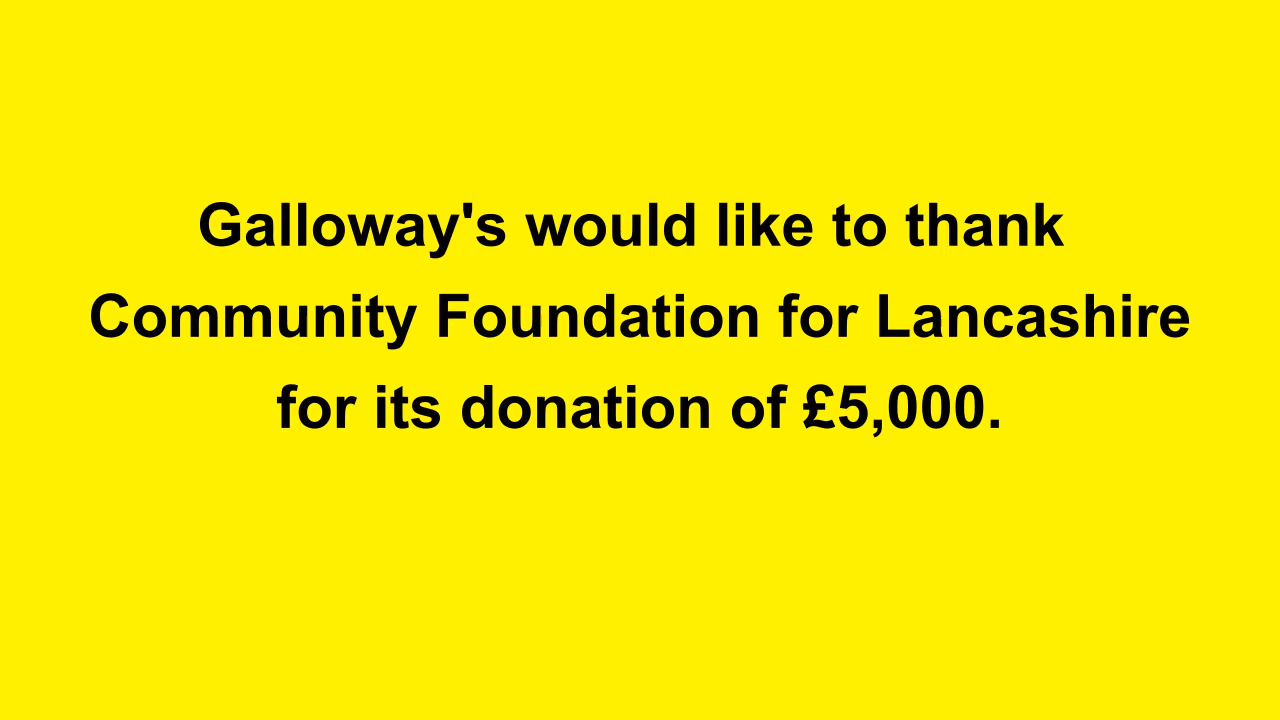 Galloway's would like to thank
Community Foundation for Lancashire
for its donation of £5,000.